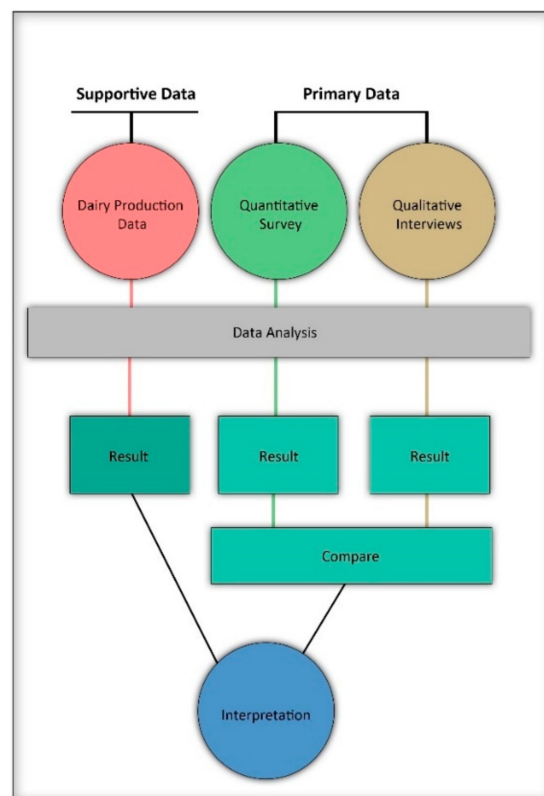 Supportive Data
Primary Data
Dairy Production
Data
Quantitative
Survey
Qualitative
Interviews
Data Analysis
Result
Result
Result
Compare
Interpretation